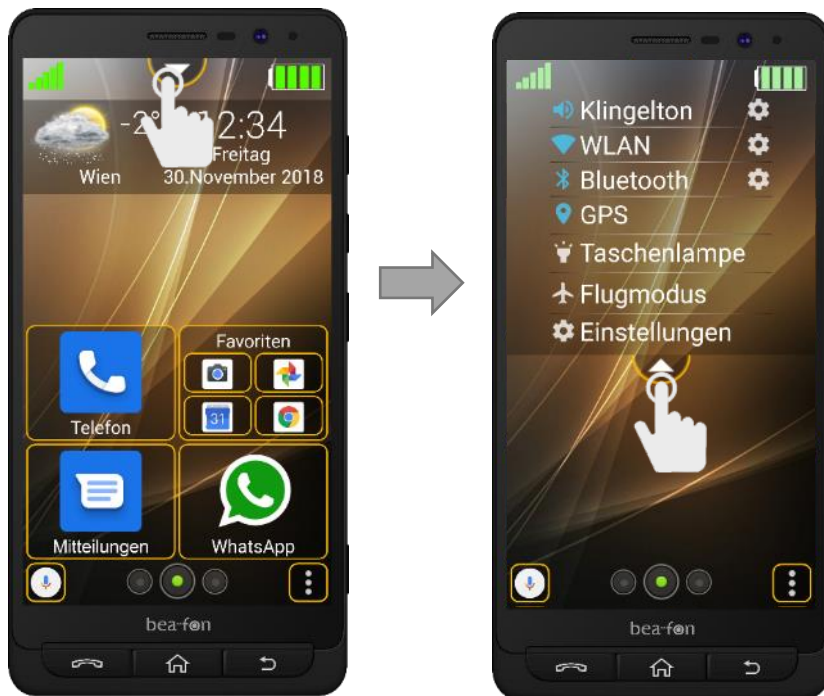 -2° 2:34
Freitag
Wien 30.November 2018
Favoriten
31
Telefon
Mitteilungen
WhatsApp
bea-fon
Klingelton
WLAN
Bluetooth
GPS
Taschenlampe
Flugmodus
Einstellungen
bea-fon